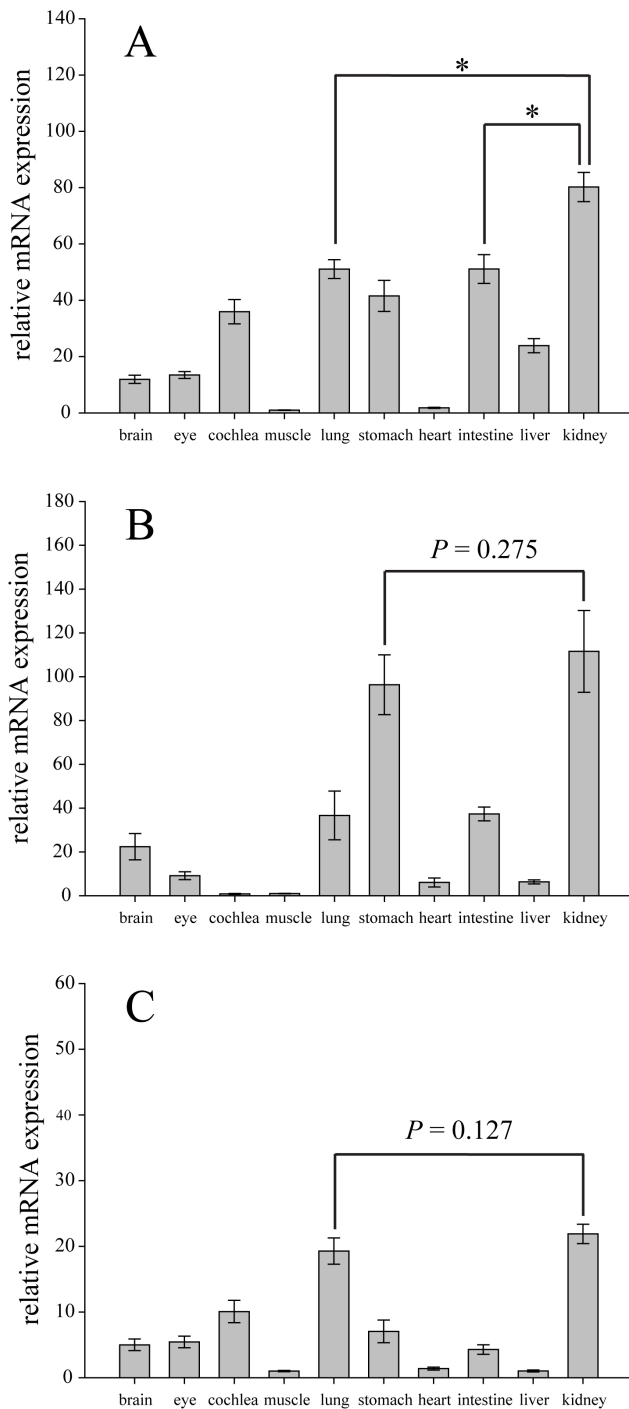 A
relative mRNA expression
140
120
100
80
60
40
20
0
*
*
brain eye cochlea muscle lung stomach heart intestine liver kidney
B
relative mRNA expression
180
160
140
120
100
80
60
40
20
0
P = 0.275
brain eye cochlea muscle lung stomach heart intestine liver kidney
C
relative mRNA expression
60
50
40
30
20
10
0
P = 0.127
brain eye cochlea muscle lung stomach heart intestine liver kidney